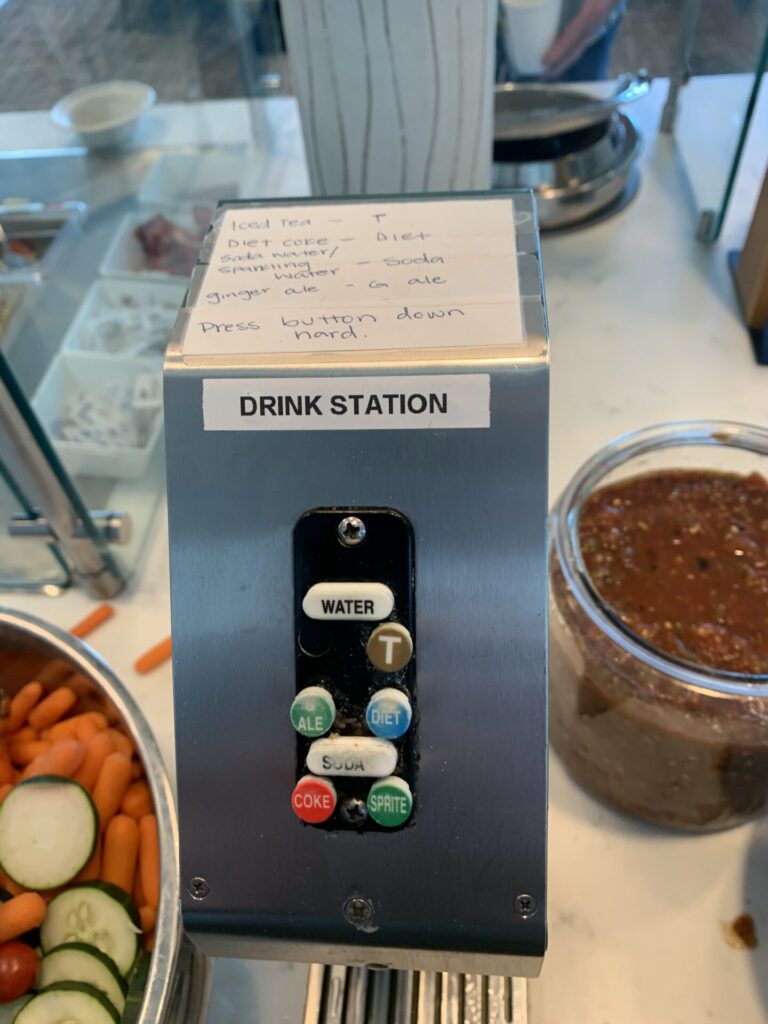 Iced Tea - T
Diet coke - Diet
Soda water/
sparkling water - Soda
ginger ale - G ale
Press button down
hard.
DRINK STATION
WATER
T
ALE DIET
SODA
COKE SPRITE